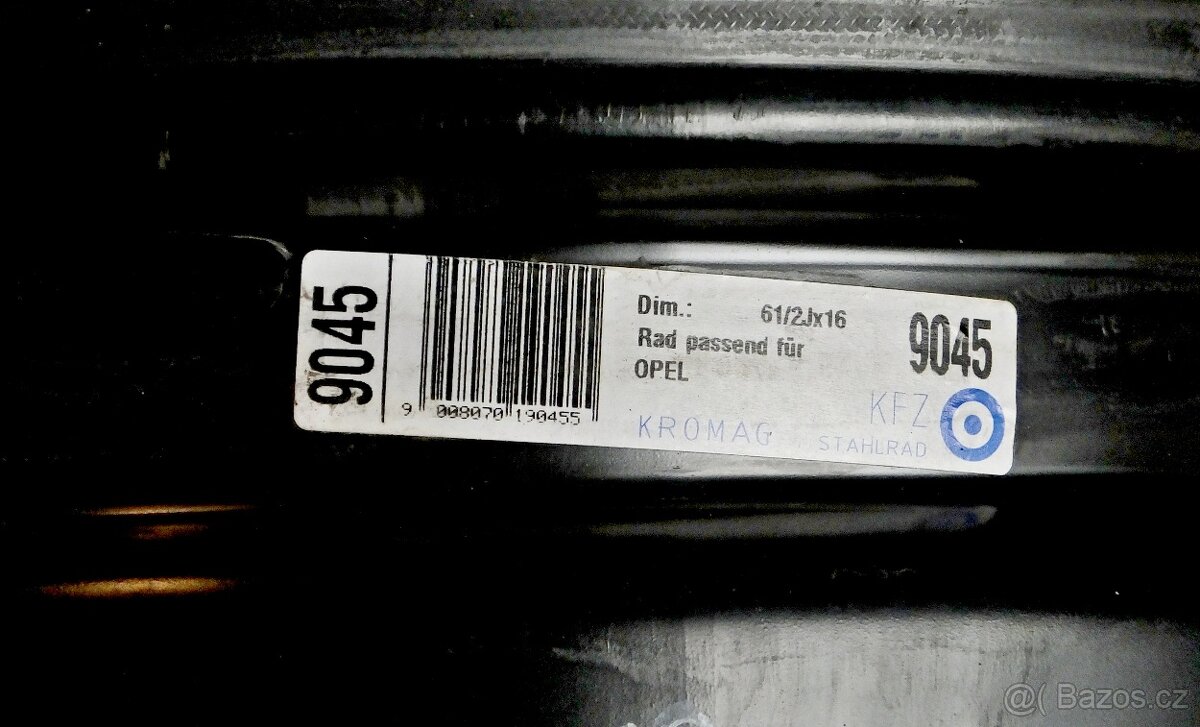 9045
9 008070 190455
Dim.: 61/2Jx16
Rad passend für
OPEL
9045
KROMAG
KFZ
STAHLRAD
@( Bazos.cz